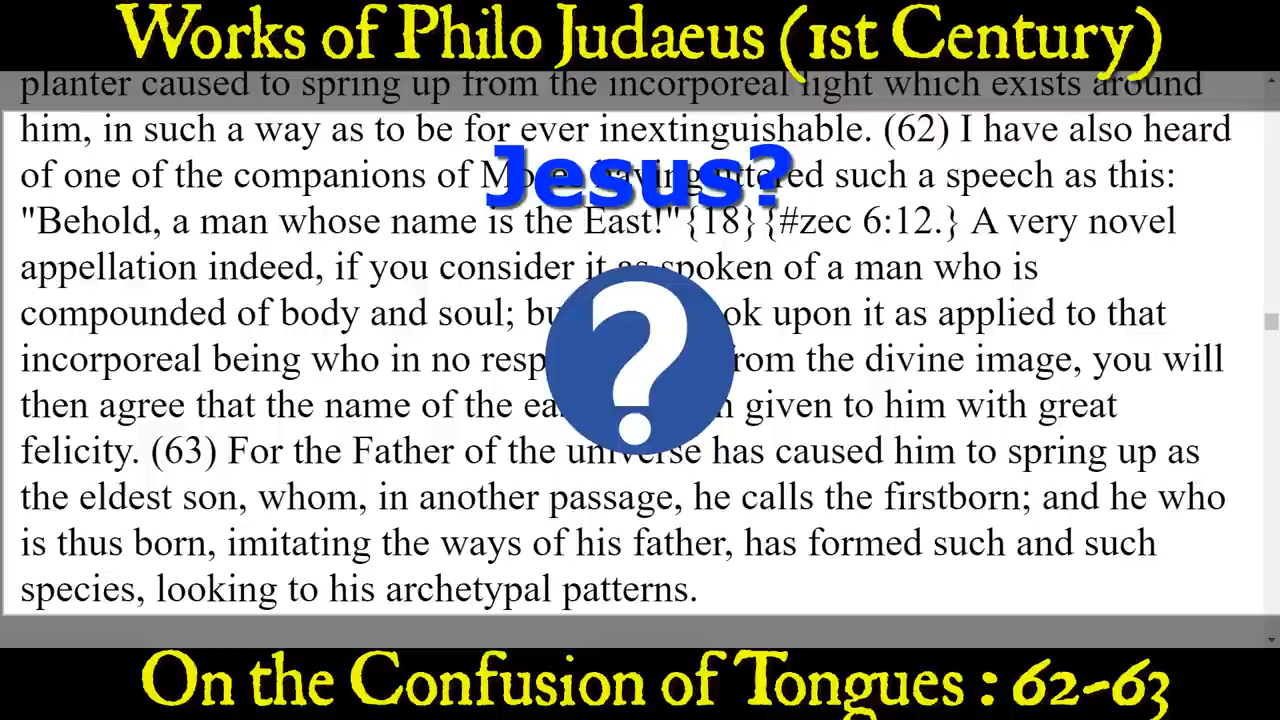 Works of Philo Judaeus (1st Century)
planter caused to spring up from the incorporeal light which exists around
him, in such a way as to be for ever inextinguishable. (62) I have also heard
Jesus?
of one of the companions of having uttered such a speech as this:
"Behold, a man whose name is the East!"{18}{#zec 6:12.} A very novel
appellation indeed, if you consider it as spoken of a man who is
compounded of body and soul; upon it as applied to that
incorporeal being who in no the divine image, you will
then agree that the name of the given to him with great
felicity. (63) For the Father of the universe has caused him to spring up as
the eldest son, whom, in another passage, he calls the firstborn; and he who
is thus born, imitating the ways of his father, has formed such and such
species, looking to his archetypal patterns.
?
On the Confusion of Tongues : 62-63